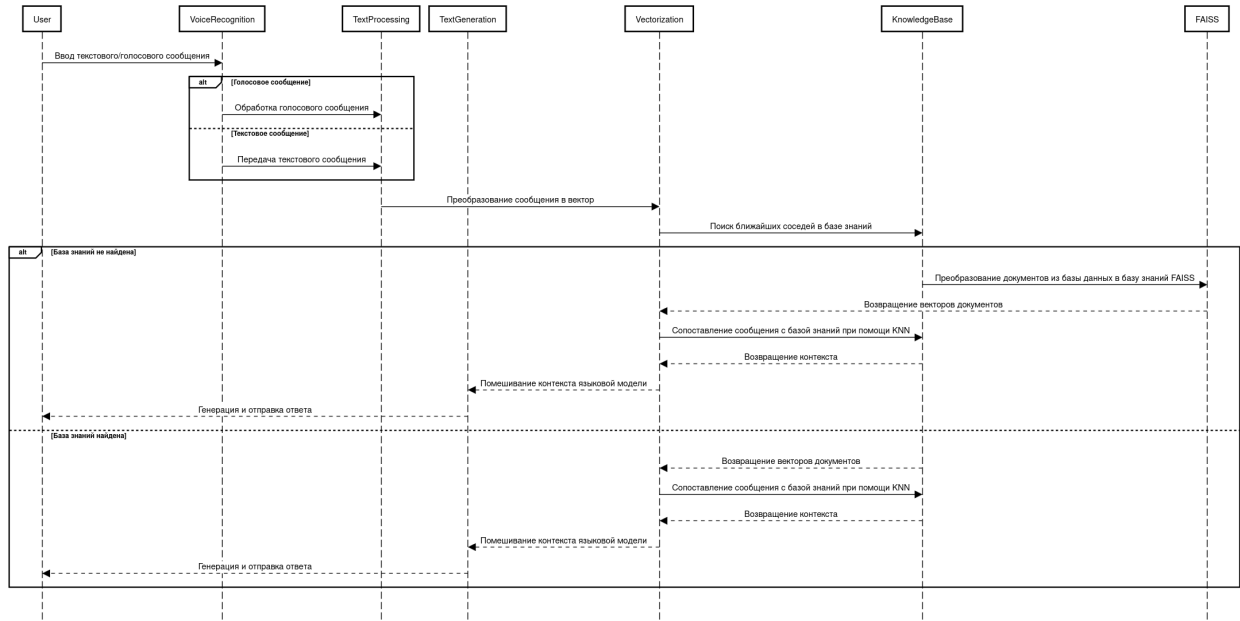 User
VoiceRecognition
TextProcessing
TextGeneration
Vectorization
KnowledgeBase
FAISS
Ввод текстового/голосового сообщения
alt
[Голосовое сообщение]
Обработка голосового сообщения
[Текстовое сообщение]
Передача текстового сообщения
Преобразование сообщения в вектор
Поиск ближайших соседей в базе знаний
alt
[База знаний не найдена]
Преобразование документов из базы данных в базу знаний FAISS
Возвращение векторов документов
Сопоставление сообщения с базой знаний при помощи KNN
Возвращение контекста
Помешивание контекста языковой модели
Генерация и отправка ответа
[База знаний найдена]
Возвращение векторов документов
Сопоставление сообщения с базой знаний при помощи KNN
Возвращение контекста
Помешивание контекста языковой модели
Генерация и отправка ответа